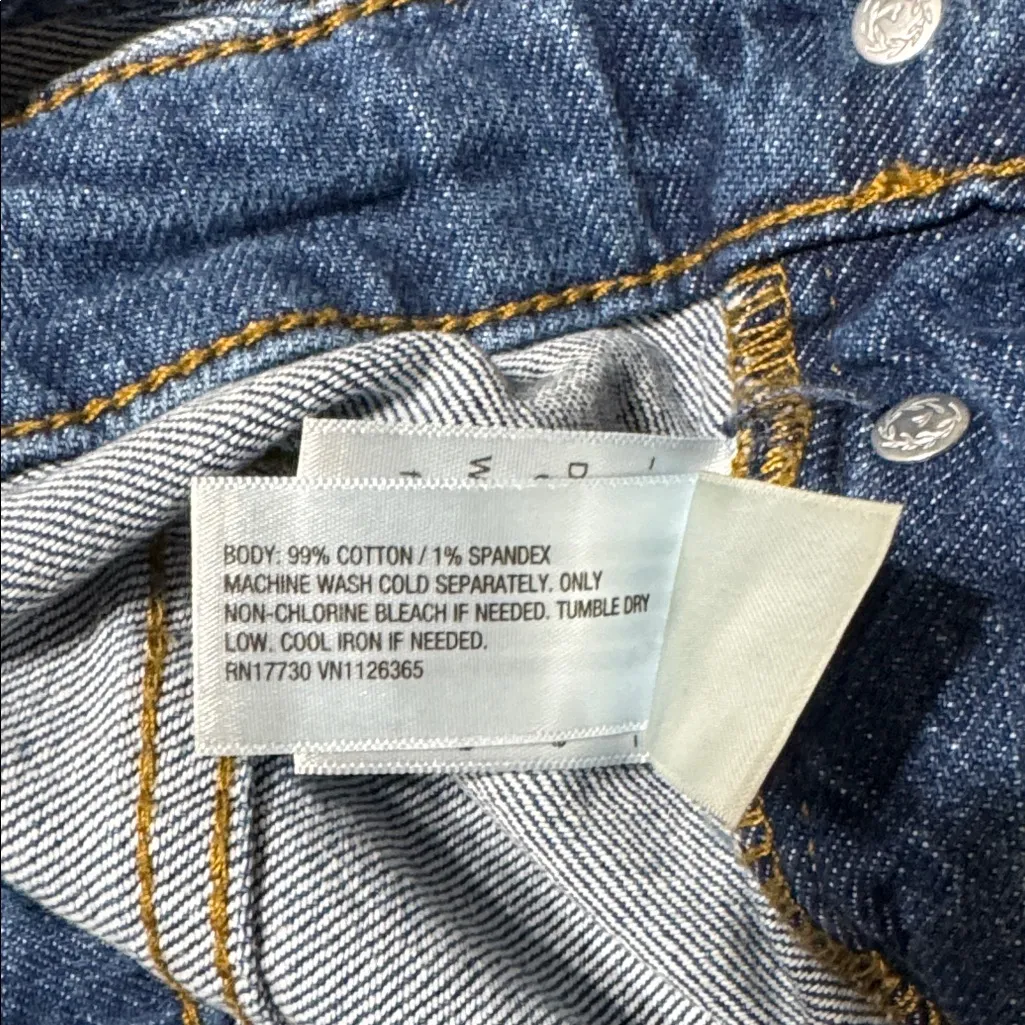 BODY: 99% COTTON / 1% SPANDEX
MACHINE WASH COLD SEPARATELY. ONLY
NON-CHLORINE BLEACH IF NEEDED. TUMBLE DRY
LOW. COOL IRON IF NEEDED.
RN17730 VN1126365